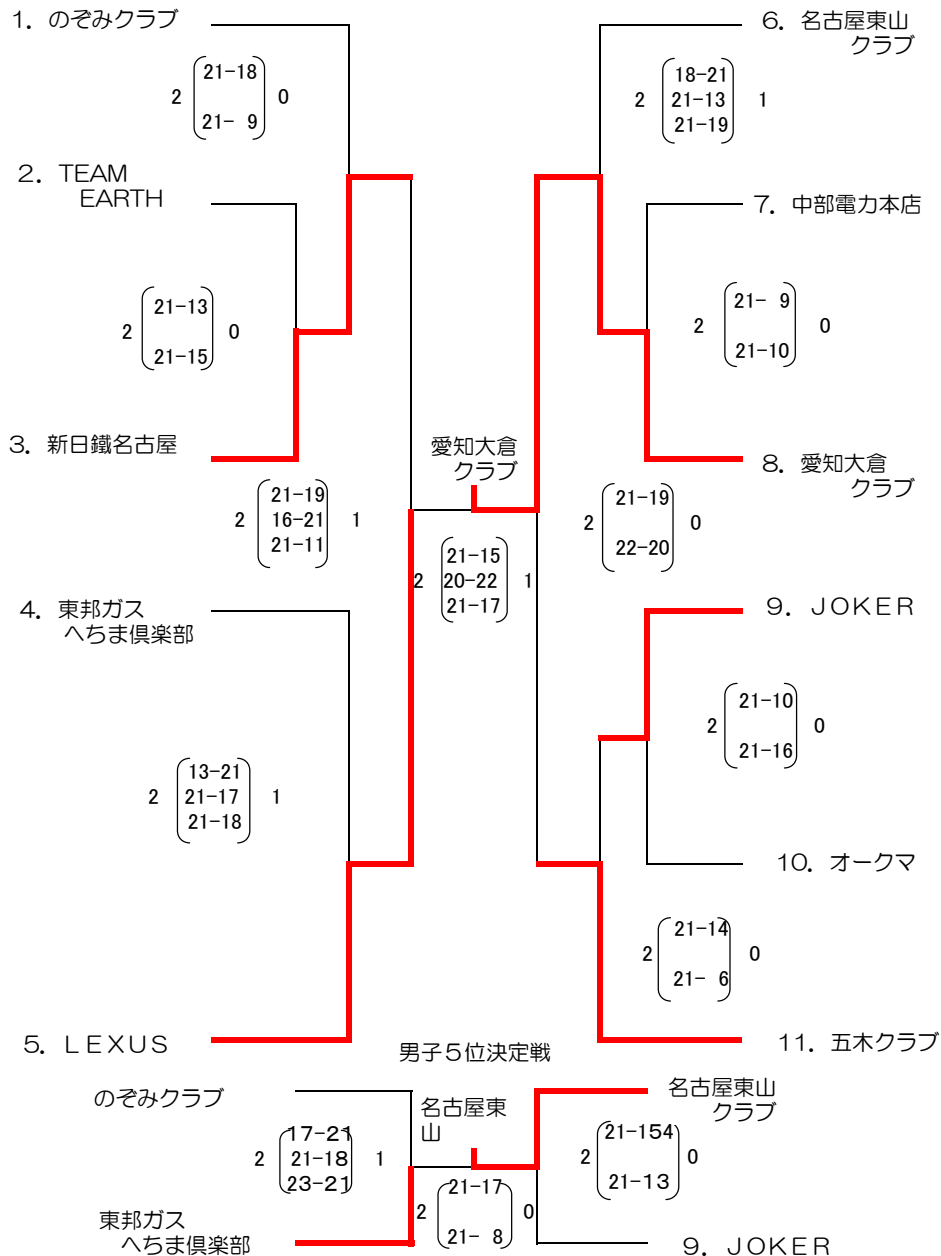 1. のぞみクラブ
2
21-18
21- 9
0
2. TEAM
EARTH
2
21-13
21-15
0
3. 新日鐵名古屋
2
21-19
16-21
21-11
1
4. 東邦ガス
へちま倶楽部
2
13-21
21-17
21-18
1
5. LEXUS
愛知大倉
クラブ
2
21-15
20-22
21-17
1
6. 名古屋東山
クラブ
2
18-21
21-13
21-19
1
7. 中部電力本店
2
21- 9
21-10
0
8. 愛知大倉
クラブ
2
21-19
22-20
0
9. JOKER
2
21-10
21-16
0
10. オークマ
2
21-14
21- 6
0
11. 五木クラブ
男子5位決定戦
のぞみクラブ
2
17-21
21-18
23-21
1
東邦ガス
へちま倶楽部
名古屋東
山
2
21-17
21- 8
0
名古屋東山
クラブ
2
21-154
21-13
0
9. JOKER